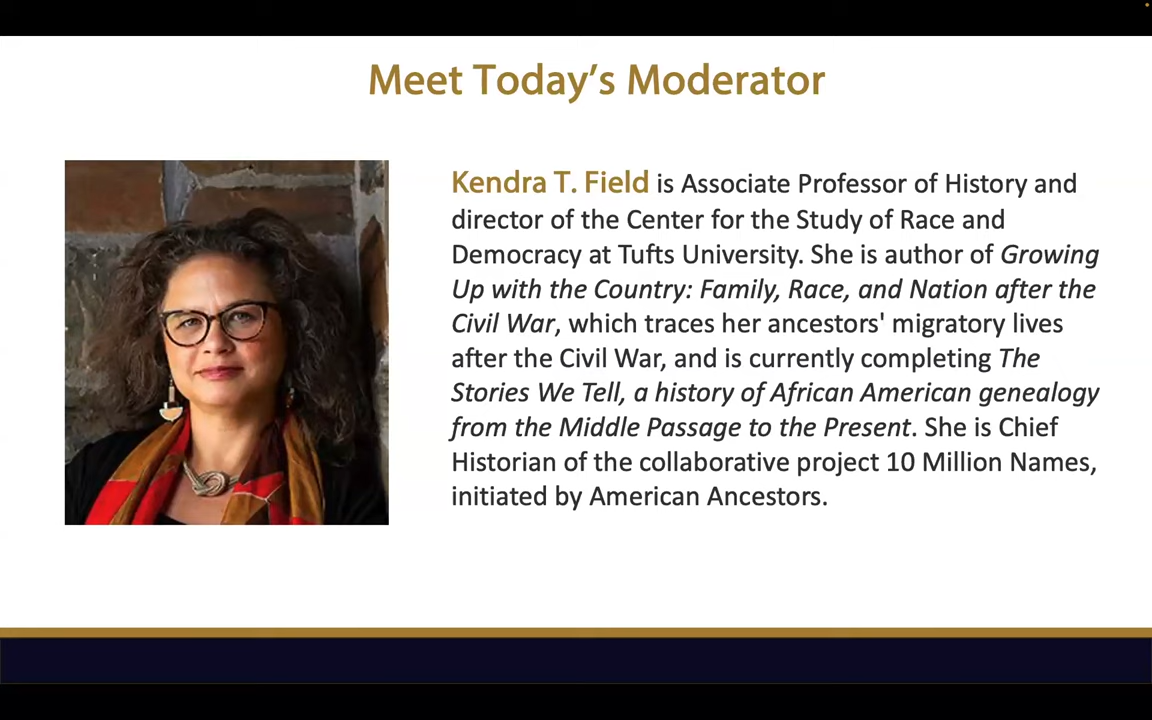 Meet Today’s Moderator
Kendra T. Field is Associate Professor of History and
director of the Center for the Study of Race and
Democracy at Tufts University. She is author of Growing
Up with the Country: Family, Race, and Nation after the
Civil War, which traces her ancestors' migratory lives
after the Civil War, and is currently completing The
Stories We Tell, a history of African American genealogy
from the Middle Passage to the Present. She is Chief
Historian of the collaborative project 10 Million Names,
initiated by American Ancestors.